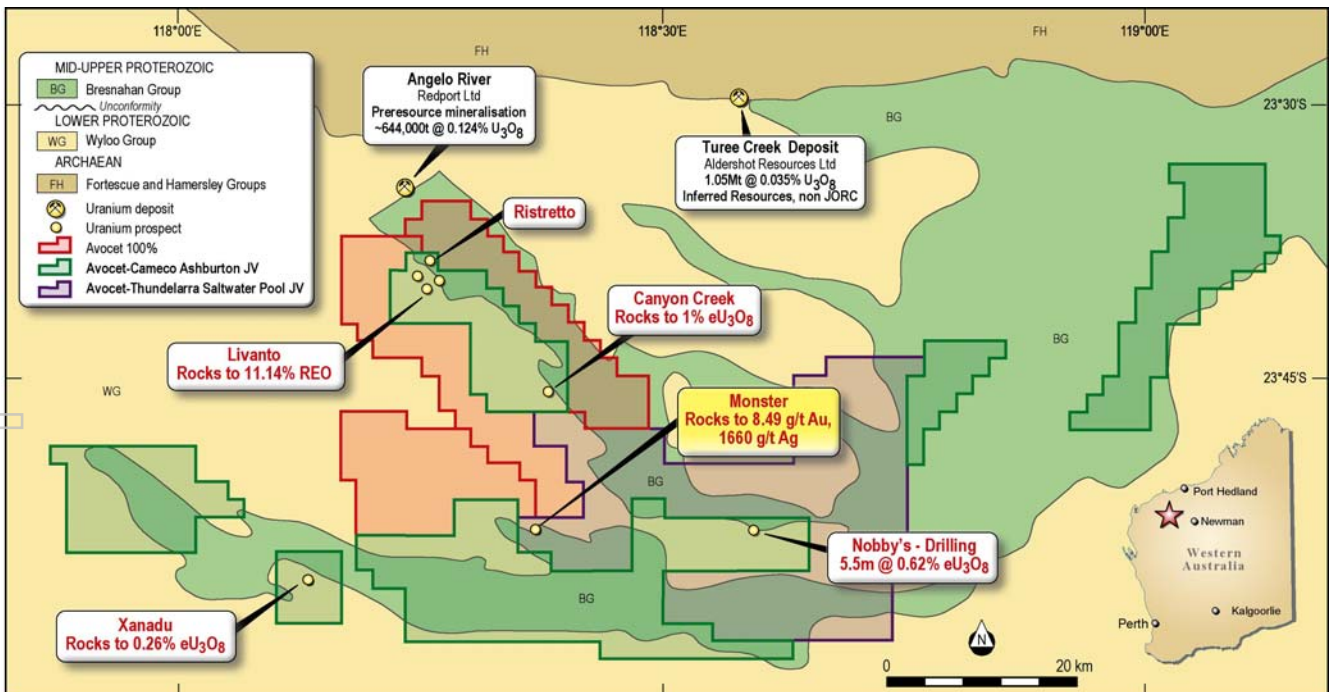 118°00'E
118°30'E
119°00'E
FH
FH
MID-UPPER PROTEROZOIC
BG Bresnahan Group
Unconformity
LOWER PROTEROZOIC
WG Wyloo Group
ARCHAEAN
FH Fortescue and Hamersley Groups
Uranium deposit
Uranium prospect
Avocet 100%
Avocet-Cameco Ashburton JV
Avocet-Thundelarra Saltwater Pool JV
Angelo River
Redport Ltd
Preresource mineralisation
~644,000t @ 0.124% U₃O₈
23°30'S
BG
Turee Creek Deposit
Aldershot Resources Ltd
1.05Mt @ 0.035% U₃O₈
Inferred Resources, non JORC
Ristretto
Canyon Creek
Rocks to 1% eU₃O₈
BG
Livanto
Rocks to 11.14% REO
23°45'S
WG
Monster
Rocks to 8.49 g/t Au,
1660 g/t Ag
BG
Nobby's - Drilling
5.5m @ 0.62% eU₃O₈
BG
Xanadu
Rocks to 0.26% eU₃O₈
N
0 20 km
Port Hedland
Newman
Western
Australia
Kalgoorlie
Perth